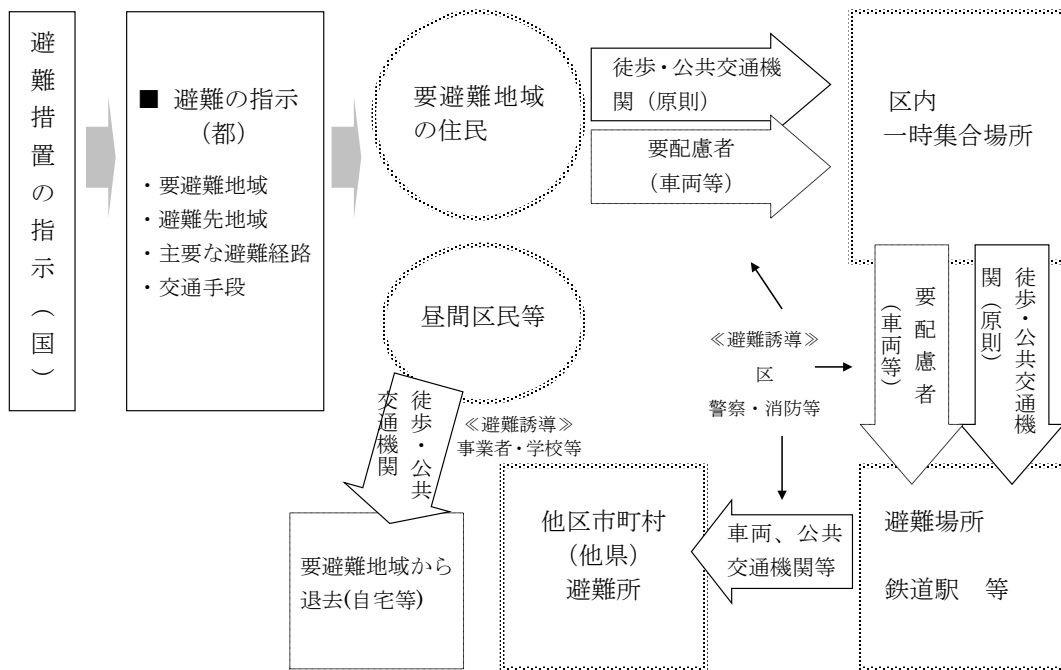 避難措置の指示(国)
■ 避難の指示
(都)
・要避難地域
・避難先地域
・主要な避難経路
・交通手段
要避難地域
の住民
徒歩・公共交通機
関（原則）
要配慮者
（車両等）
区内
一時集合場所
昼間区民等
徒歩・公共
交通機関
≪避難誘導≫
事業者・学校等
≪避難誘導≫
区
警察・消防等
要配慮者
(車両等)
徒歩・公共交通機
関(原則)
要避難地域から
退去(自宅等)
他区市町村
（他県）
避難所
車両、公共
交通機関等
避難場所
鉄道駅　等